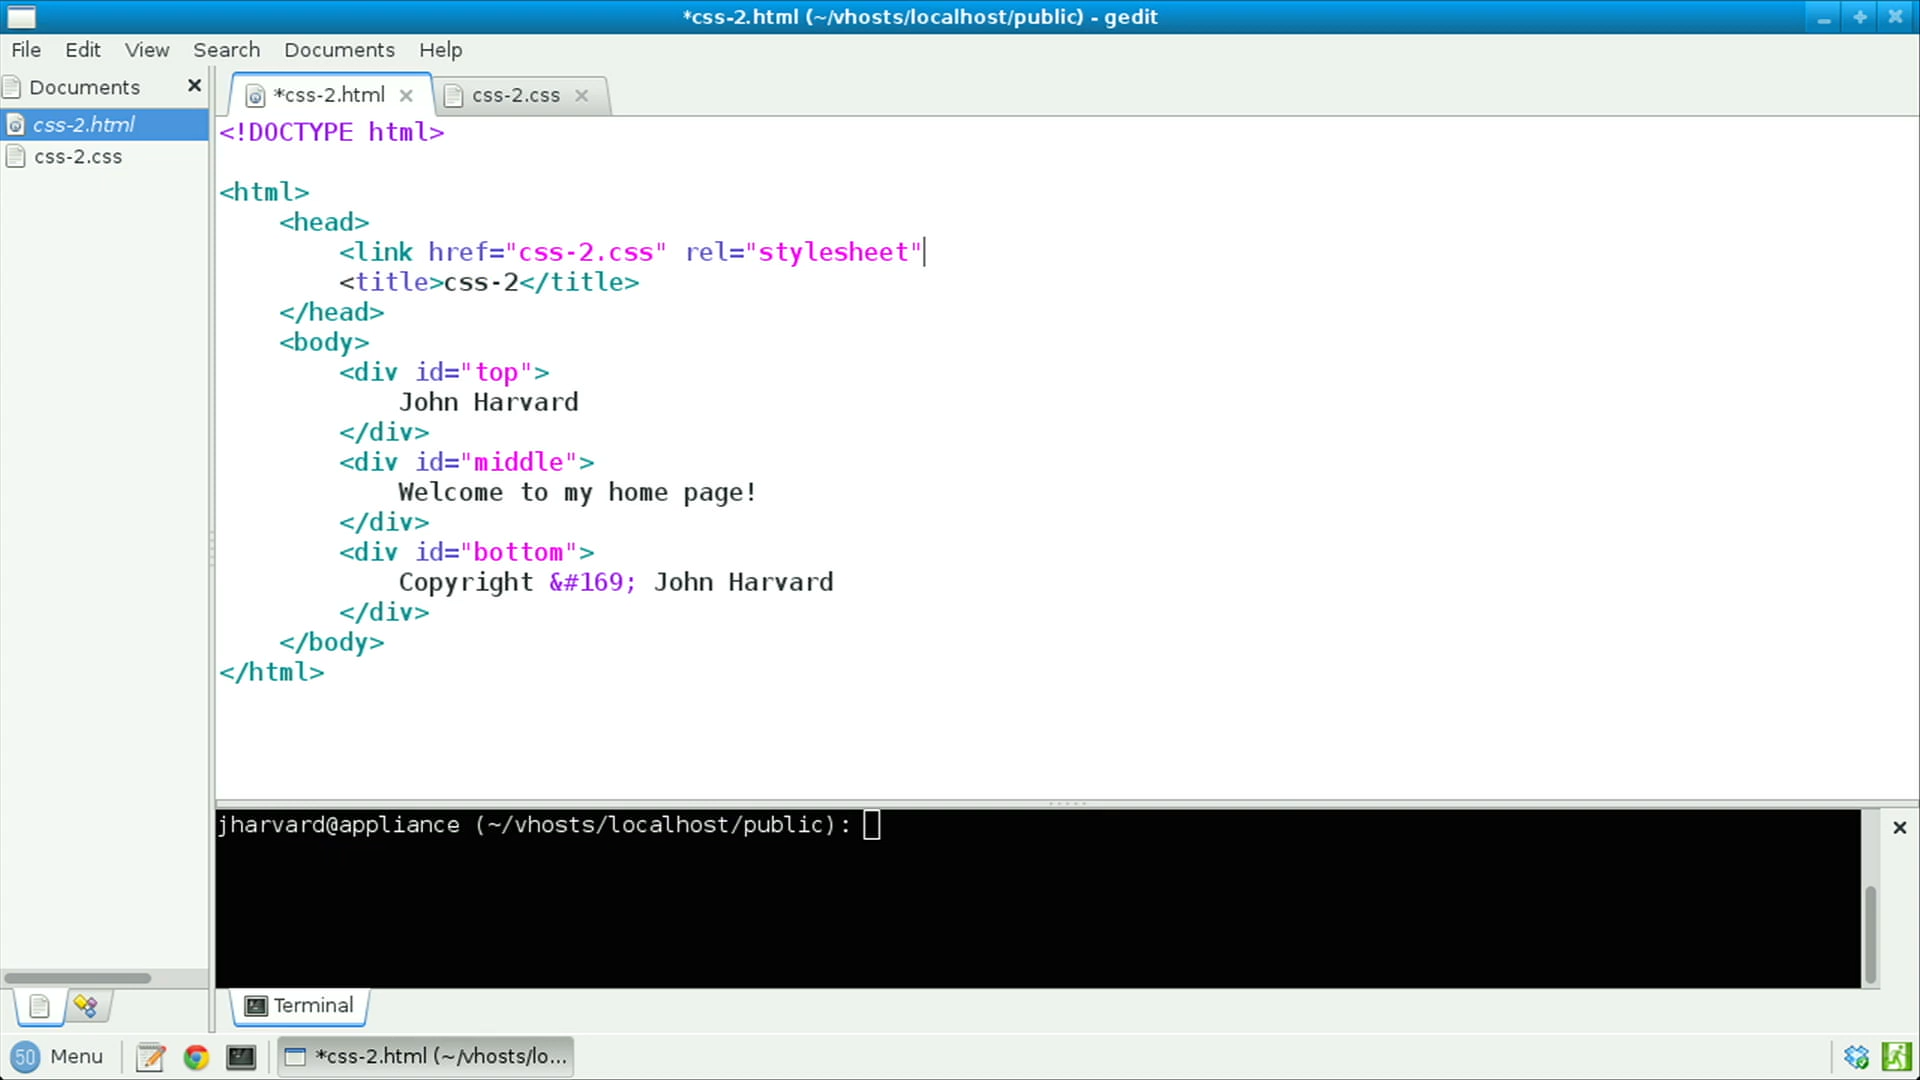 *css-2.html (~/vhosts/localhost/public) - gedit
File Edit View Search Documents Help
Documents
*css-2.html
css-2.css
css-2.html
css-2.css
<!DOCTYPE html>
<html>
<head>
<link href="css-2.css" rel="stylesheet"
<title>css-2</title>
</head>
<body>
<div id="top">
John Harvard
</div>
<div id="middle">
Welcome to my home page!
</div>
<div id="bottom">
Copyright &#169; John Harvard
</div>
</body>
</html>
jharvard@appliance (~/vhosts/localhost/public):
Terminal
50 Menu
*css-2.html (~/vhosts/lo...